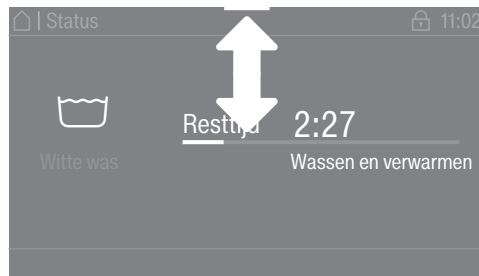 | Status
11:02
Resttijd 2:27
Wassen en verwarmen
Witte was